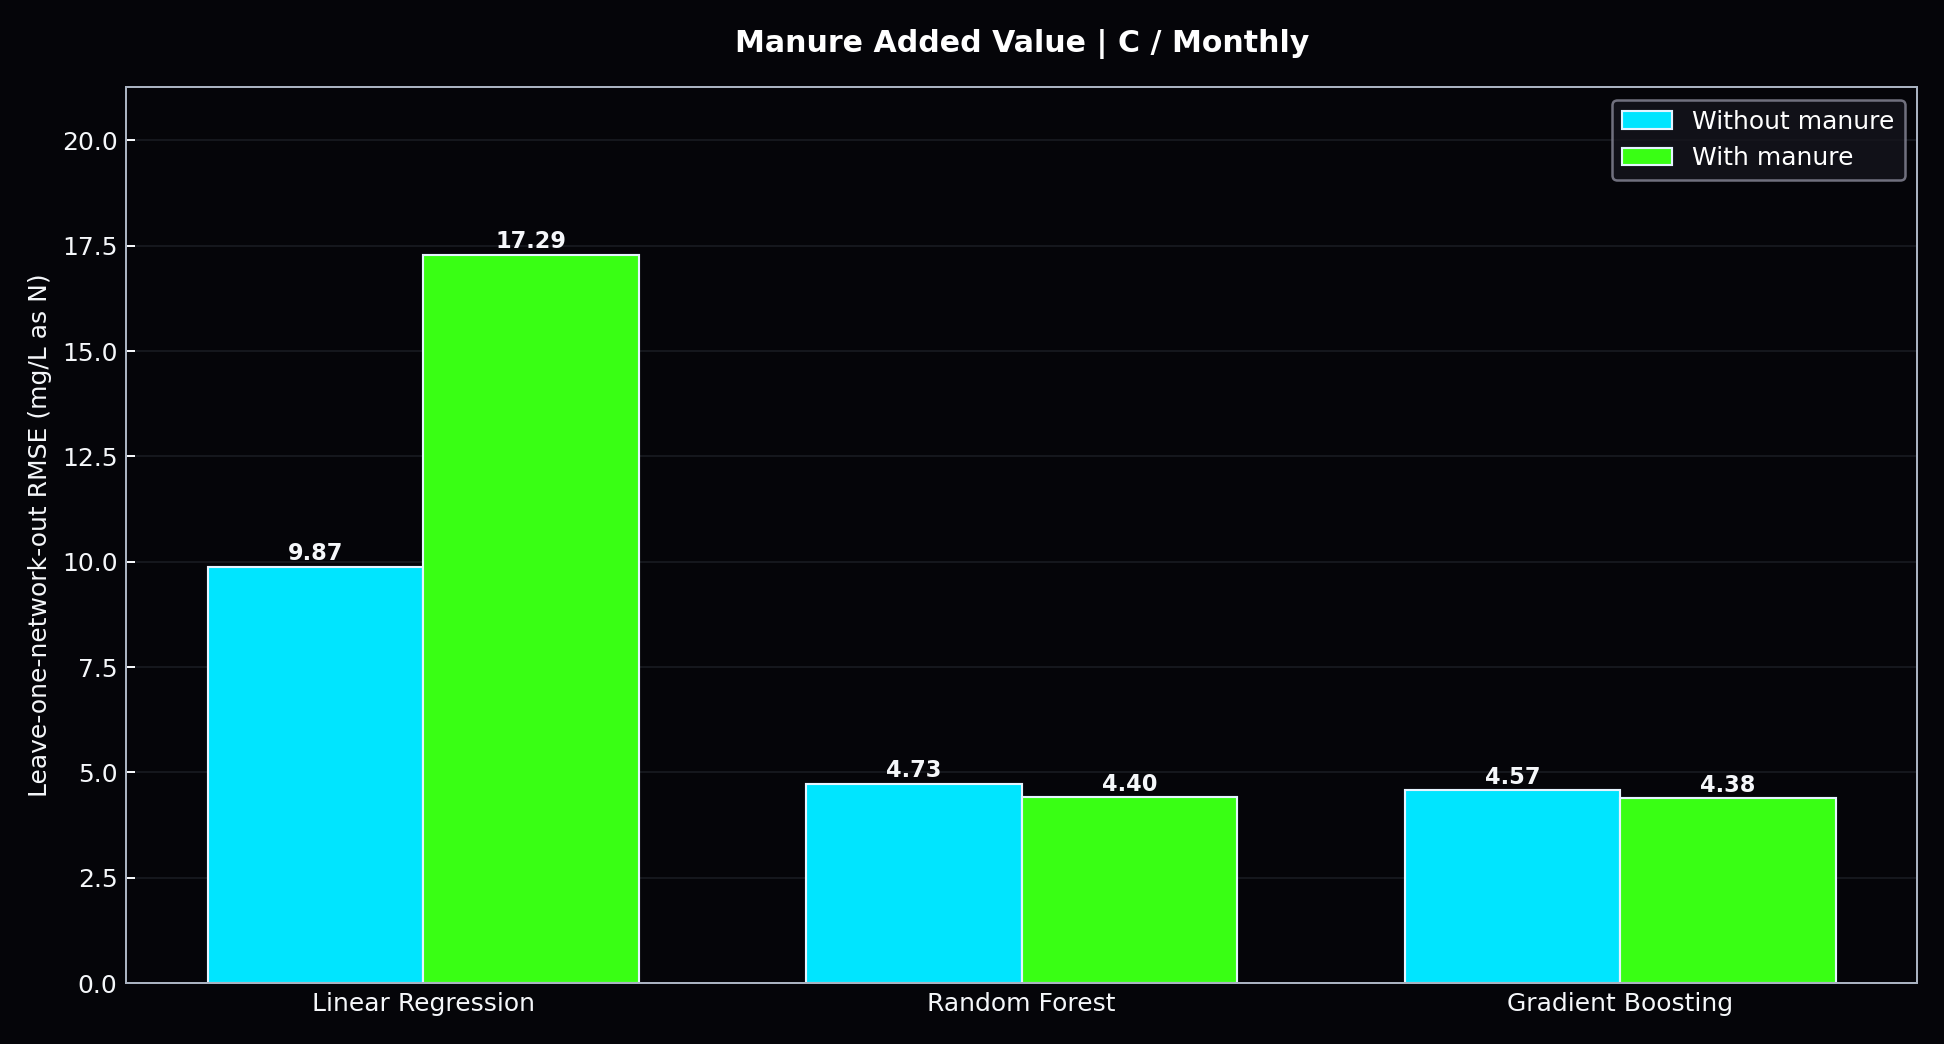 Manure Added Value | C / Monthly
Without manure
With manure
Leave-one-network-out RMSE (mg/L as N)
20.0
17.5
15.0
12.5
10.0
7.5
5.0
2.5
0.0
9.87
17.29
4.73
4.40
4.57
4.38
Linear Regression
Random Forest
Gradient Boosting